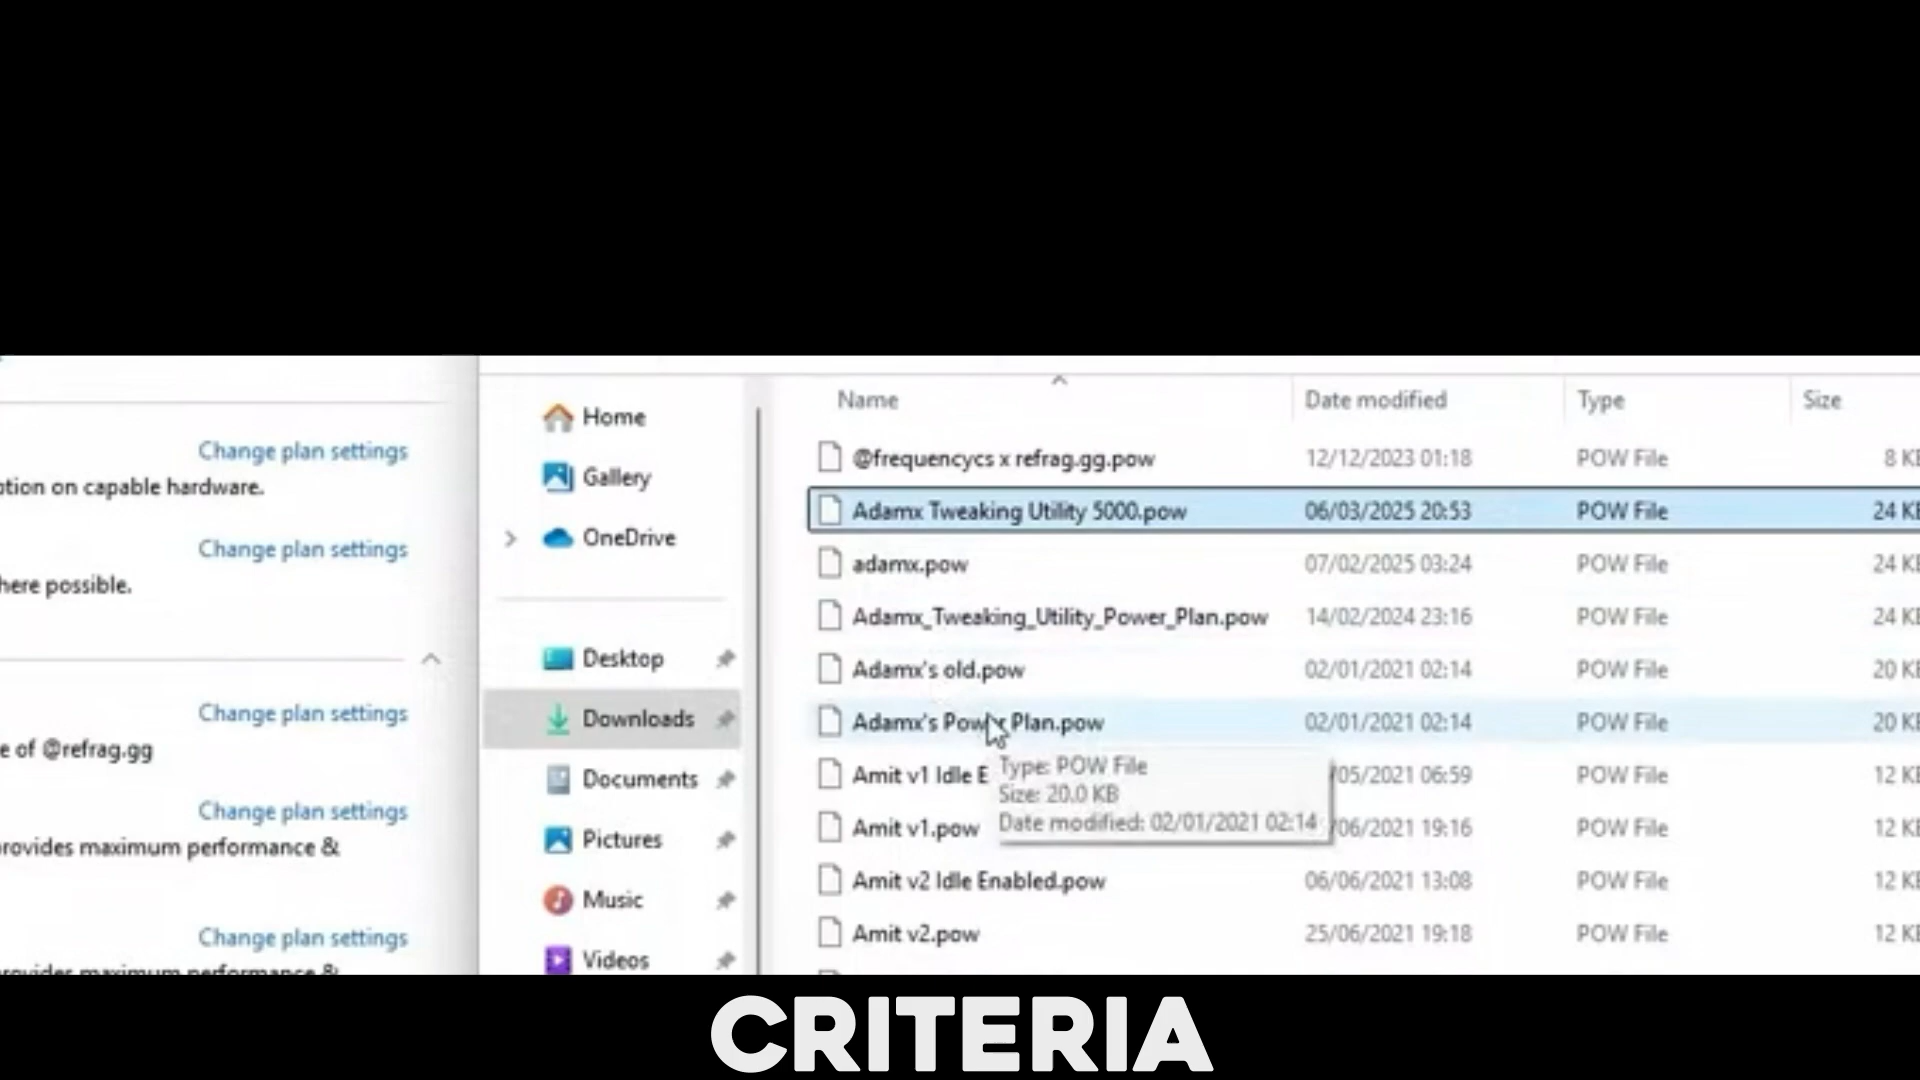 Change plan settings
ption on capable hardware.
Change plan settings
here possible.
Change plan settings
e of @refrag.gg
Change plan settings
rovides maximum performance &
Change plan settings
rovides maximum performance &
Home
Gallery
OneDrive
Desktop
Downloads
Documents
Pictures
Music
Videos
Name Date modified Type Size
@frequencycs x refrag.gg.pow 12/12/2023 01:18 POW File 8 KB
Adamx Tweaking Utility 5000.pow 06/03/2025 20:53 POW File 24 KB
adamx.pow 07/02/2025 03:24 POW File 24 KB
Adamx_Tweaking_Utility_Power_Plan.pow 14/02/2024 23:16 POW File 24 KB
Adamx's old.pow 02/01/2021 02:14 POW File 20 KB
Adamx's Power Plan.pow 02/01/2021 02:14 POW File 20 KB
Amit v1 Idle E /05/2021 06:59 POW File 12 KB
Amit v1.pow /06/2021 19:16 POW File 12 KB
Amit v2 Idle Enabled.pow 06/06/2021 13:08 POW File 12 KB
Amit v2.pow 25/06/2021 19:18 POW File 12 KB
Type: POW File
Size: 20.0 KB
Date modified: 02/01/2021 02:14
CRITERIA